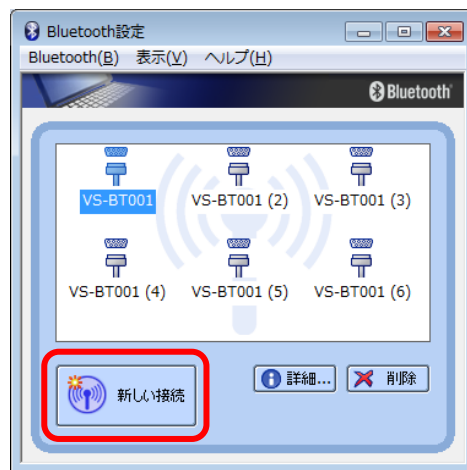 Bluetooth設定
Bluetooth(B) 表示(V) ヘルプ(H)
Bluetooth
VS-BT001 VS-BT001 (2) VS-BT001 (3)
VS-BT001 (4) VS-BT001 (5) VS-BT001 (6)
新しい接続 詳細... 削除